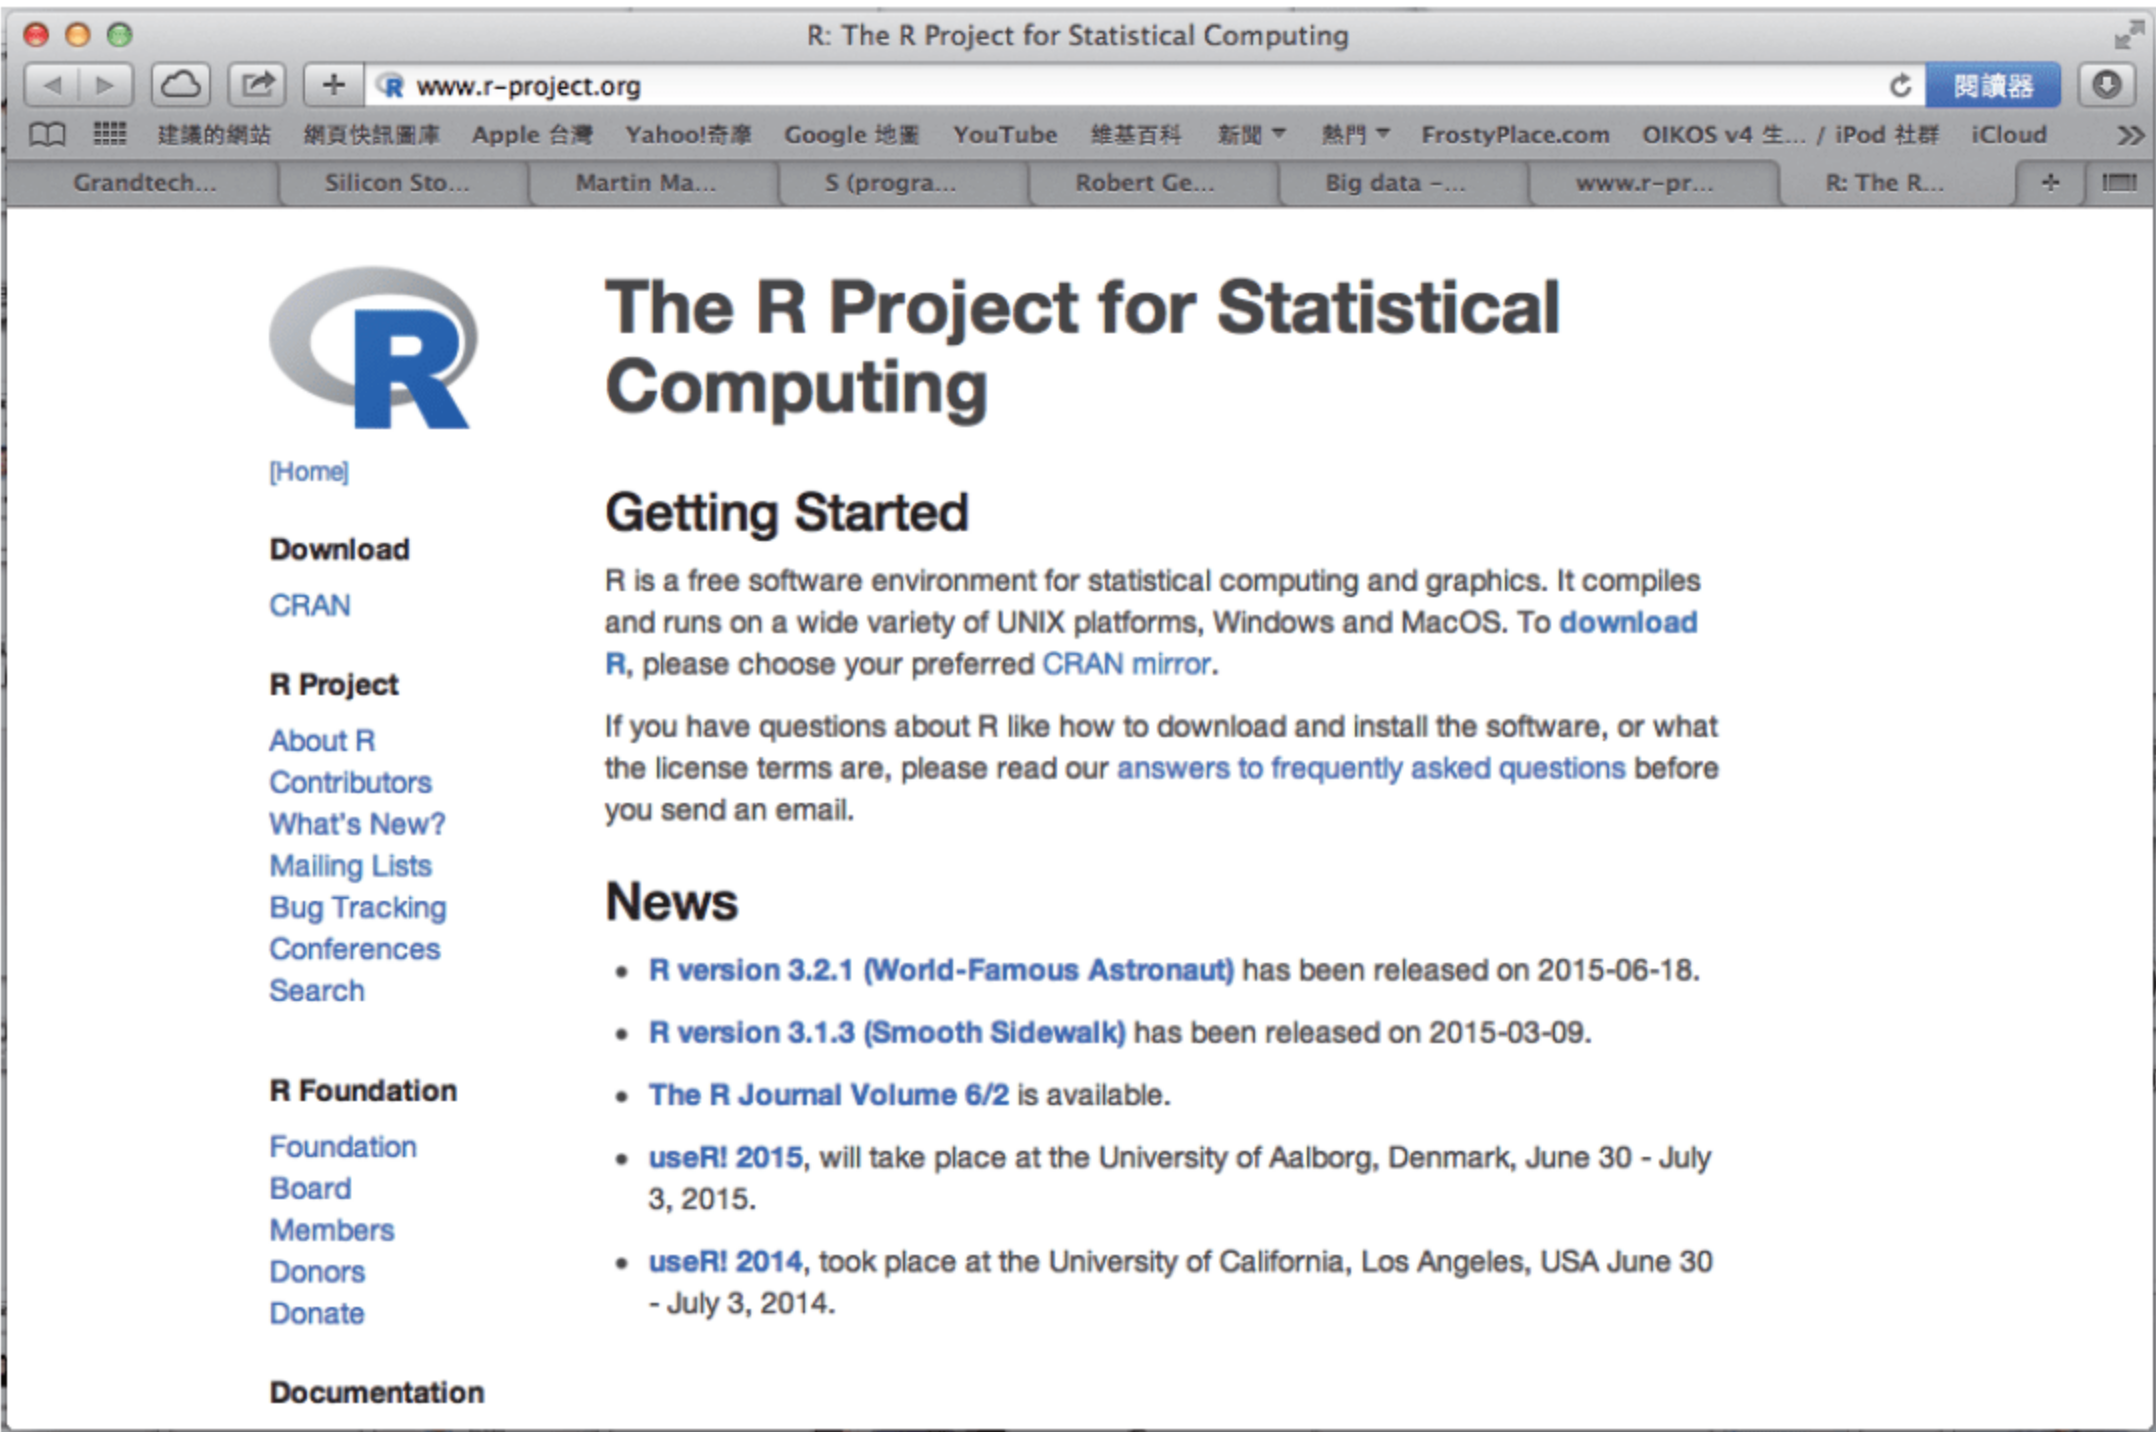 R: The R Project for Statistical Computing
www.r-project.org 閱讀器
建議的網站 網頁快訊圖庫 Apple 台灣 Yahoo!奇摩 Google 地圖 YouTube 維基百科 新聞 熱門 FrostyPlace.com OIKOS v4 生... / iPod 社群 iCloud
Grandtech... Silicon Sto... Martin Ma... S (progra... Robert Ge... Big data –... www.r-pr... R: The R...
R
[Home]
Download
CRAN
R Project
About R
Contributors
What's New?
Mailing Lists
Bug Tracking
Conferences
Search
R Foundation
Foundation
Board
Members
Donors
Donate
Documentation
The R Project for Statistical
Computing
Getting Started
R is a free software environment for statistical computing and graphics. It compiles
and runs on a wide variety of UNIX platforms, Windows and MacOS. To download
R, please choose your preferred CRAN mirror.
If you have questions about R like how to download and install the software, or what
the license terms are, please read our answers to frequently asked questions before
you send an email.
News
• R version 3.2.1 (World-Famous Astronaut) has been released on 2015-06-18.
• R version 3.1.3 (Smooth Sidewalk) has been released on 2015-03-09.
• The R Journal Volume 6/2 is available.
• useR! 2015, will take place at the University of Aalborg, Denmark, June 30 - July
3, 2015.
• useR! 2014, took place at the University of California, Los Angeles, USA June 30
- July 3, 2014.